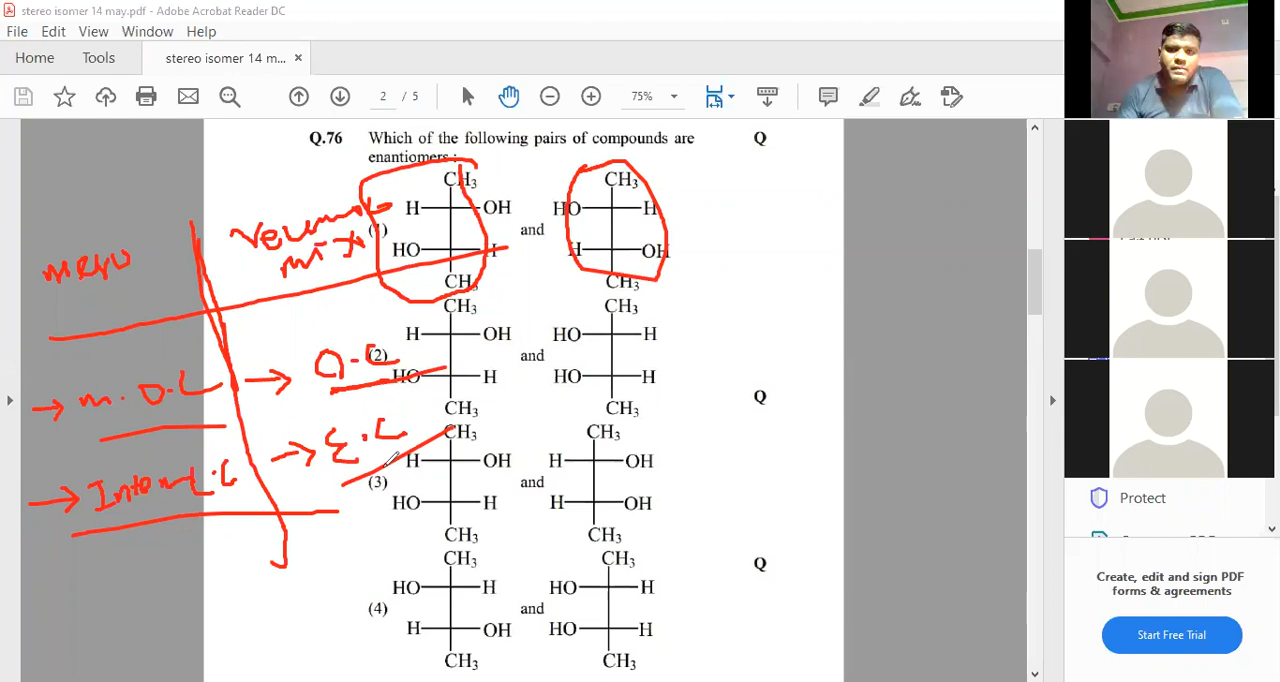 stereo isomer 14 may.pdf - Adobe Acrobat Reader DC
File Edit View Window Help
Home Tools stereo isomer 14 m... ×
2 / 5 75%
Q.76 Which of the following pairs of compounds are Q
enantiomers :
CH₃ CH₃
H OH HO H
(1) and
HO H H OH
CH₃ CH₃
CH₃ CH₃
H OH HO H
(2) and
HO H HO H
CH₃ CH₃
Q
CH₃ CH₃
H OH H OH
(3) and
HO H H OH
CH₃ CH₃
Q
CH₃ CH₃
HO H HO H
(4) and
H OH HO H
CH₃ CH₃
meso
mix
→ m. O.L → O.L
→ E.L
Protect
Create, edit and sign PDF
forms & agreements
Start Free Trial